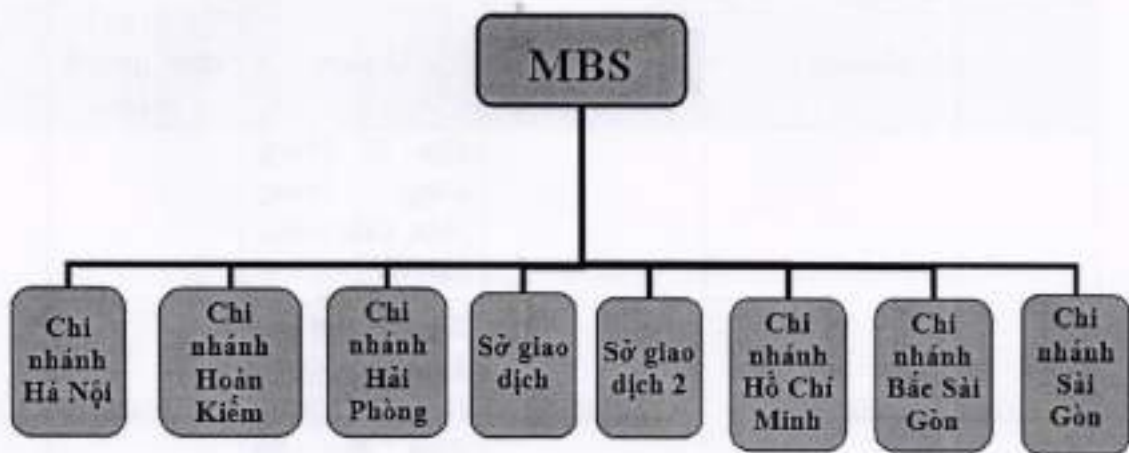 MBS
Chi
nhánh
Hà Nội
Chi
nhánh
Hoàn
Kiếm
Chi
nhánh
Hải
Phòng
Sở giao
dịch
Sở giao
dịch 2
Chi
nhánh
Hồ Chí
Minh
Chi
nhánh
Bắc Sài
Gòn
Chi
nhánh
Sài
Gòn